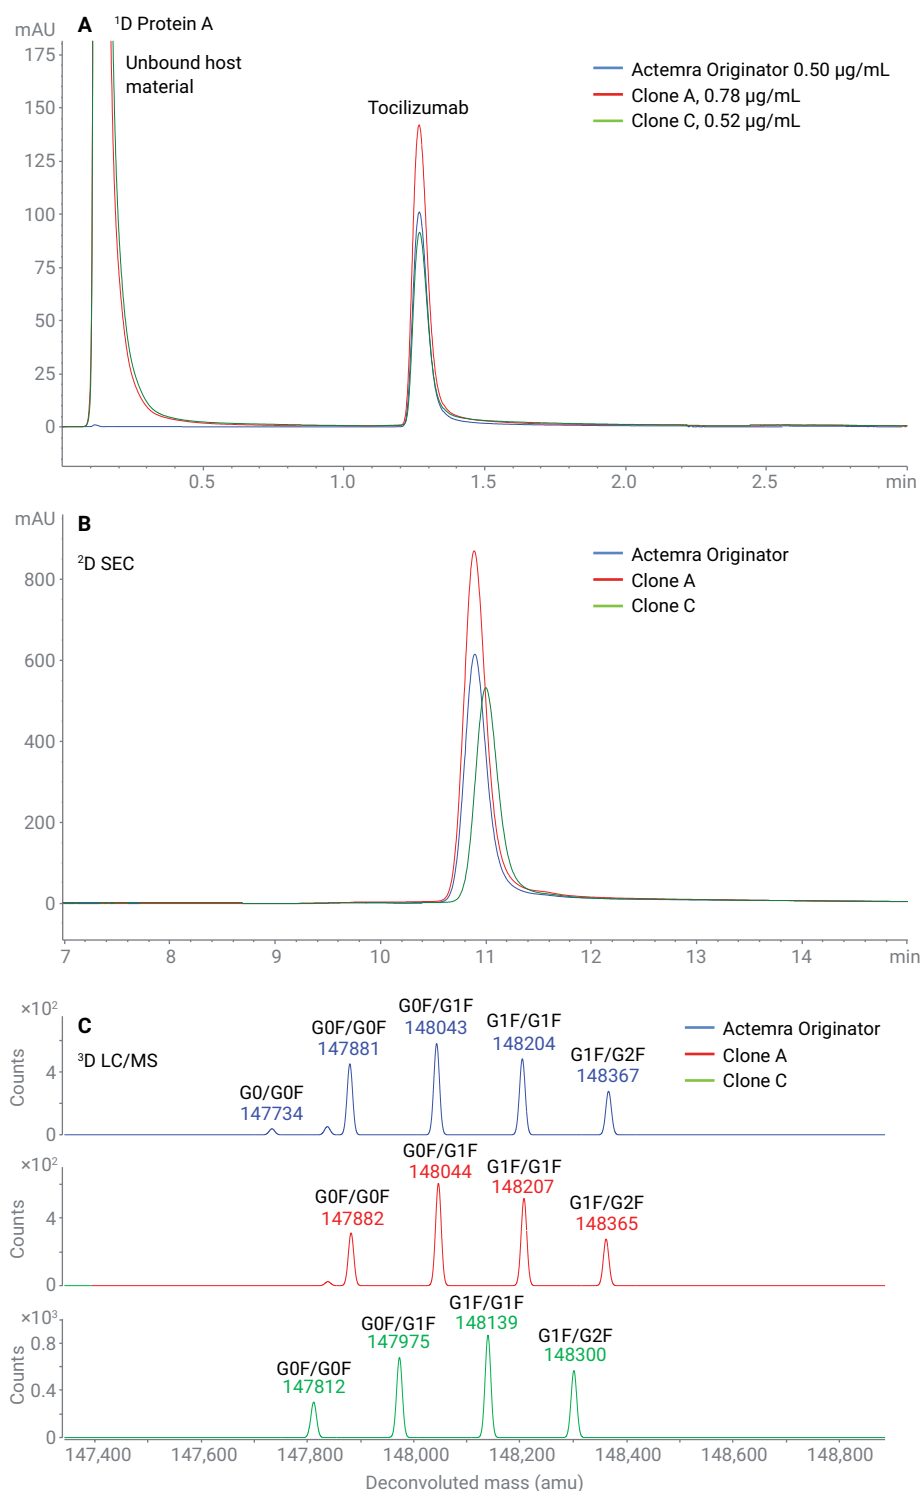 mAU
A
¹D Protein A
175
150
125
100
75
50
25
0
Unbound host
material
Tocilizumab
Actemra Originator 0.50 µg/mL
Clone A, 0.78 µg/mL
Clone C, 0.52 µg/mL
0.5
1.0
1.5
2.0
2.5
min
mAU
B
²D SEC
800
600
400
200
0
Actemra Originator
Clone A
Clone C
7
8
9
10
11
12
13
14
min
×10²
C
³D LC/MS
Counts
4
0
G0/G0F
147734
G0F/G0F
147881
G0F/G1F
148043
G1F/G1F
148204
G1F/G2F
148367
Actemra Originator
Clone A
Clone C
×10²
Counts
4
0
G0F/G0F
147882
G0F/G1F
148044
G1F/G1F
148207
G1F/G2F
148365
×10³
Counts
0.8
0.4
0
G0F/G0F
147812
G0F/G1F
147975
G1F/G1F
148139
G1F/G2F
148300
147,400
147,600
147,800
148,000
148,200
148,400
148,600
148,800
Deconvoluted mass (amu)